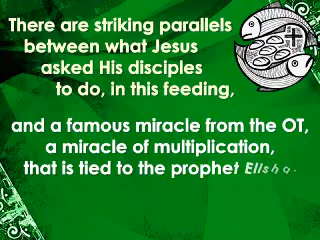 There are striking parallels
between what Jesus
asked His disciples
to do, in this feeding,
and a famous miracle from the OT,
a miracle of multiplication,
that is tied to the prophet Elisha.